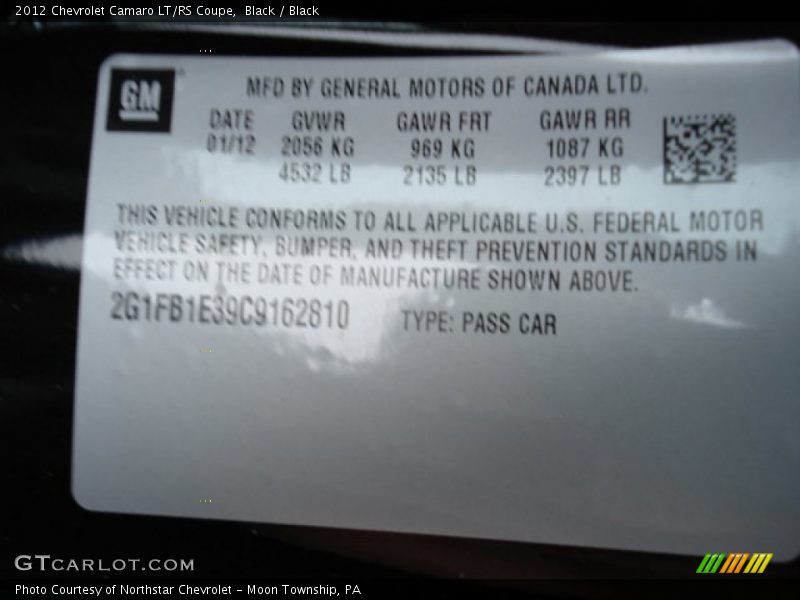 2012 Chevrolet Camaro LT/RS Coupe,  Black / Black
GM
MFD BY GENERAL MOTORS OF CANADA LTD.
DATE GVWR GAWR FRT GAWR RR
01/12 2056 KG 969 KG 1087 KG
4532 LB 2135 LB 2397 LB
THIS VEHICLE CONFORMS TO ALL APPLICABLE U.S. FEDERAL MOTOR
VEHICLE SAFETY, BUMPER, AND THEFT PREVENTION STANDARDS IN
EFFECT ON THE DATE OF MANUFACTURE SHOWN ABOVE.
2G1FB1E39C9162810 TYPE: PASS CAR
GTCARLOT.COM
Photo Courtesy of Northstar Chevrolet - Moon Township, PA